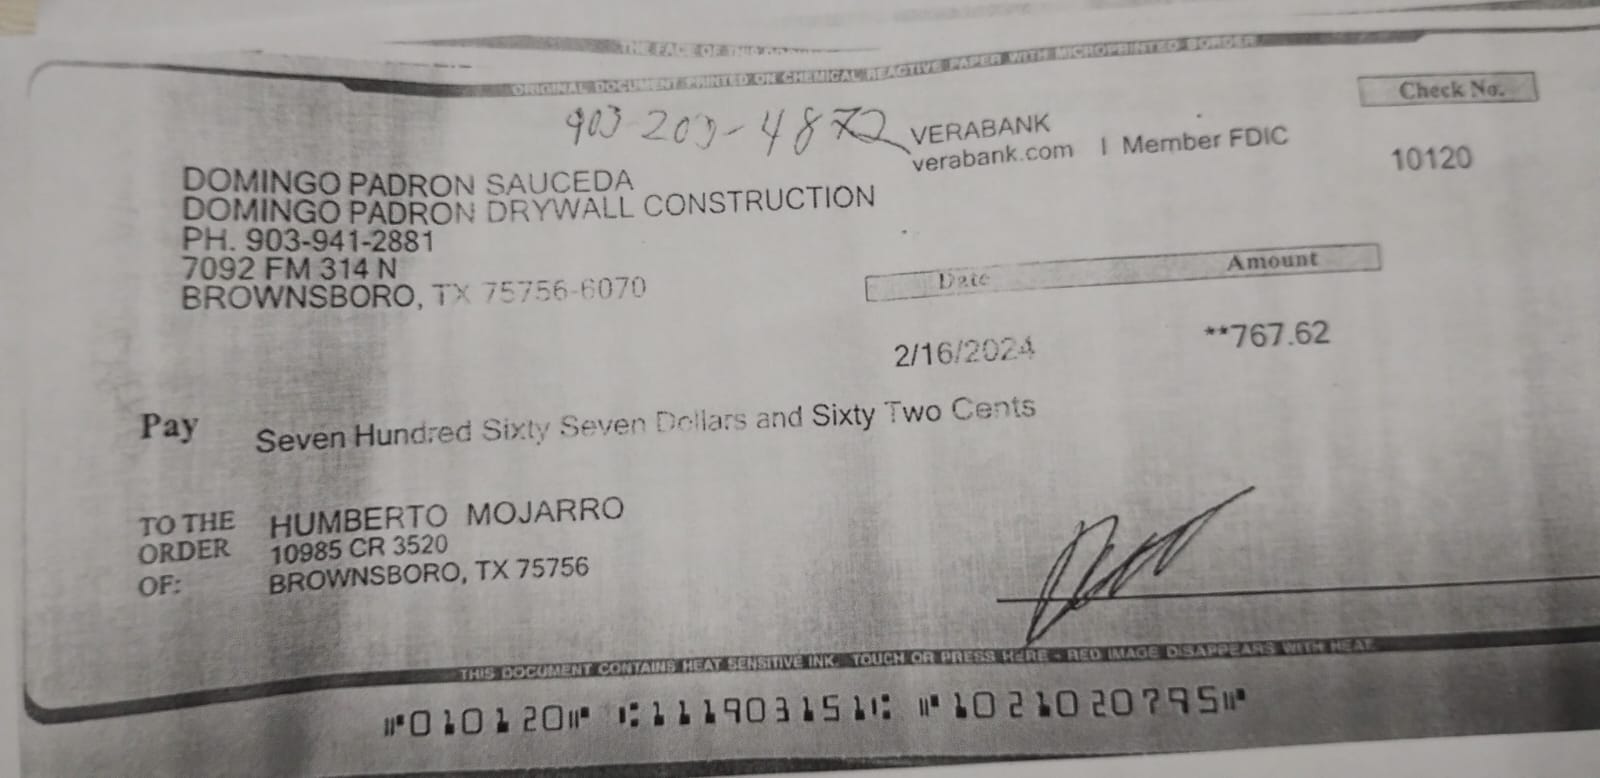 THE FACE OF THIS
ORIGINAL DOCUMENT PRINTED ON CHEMICAL REACTIVE PAPER WITH MICROPRINTED BORDER
Check No.
10120
903-203-4872
VERABANK
verabank.com | Member FDIC
DOMINGO PADRON SAUCEDA
DOMINGO PADRON DRYWALL CONSTRUCTION
PH. 903-941-2881
7092 FM 314 N
BROWNSBORO, TX 75756-6070
Date Amount
2/16/2024 **767.62
Pay Seven Hundred Sixty Seven Dollars and Sixty Two Cents
TO THE ORDER OF:
HUMBERTO MOJARRO
10985 CR 3520
BROWNSBORO, TX 75756
THIS DOCUMENT CONTAINS HEAT SENSITIVE INK. TOUCH OR PRESS HERE - RED IMAGE DISAPPEARS WITH HEAT.
⑈010120⑈ ⑆111903151⑆ ⑈1021020795⑈